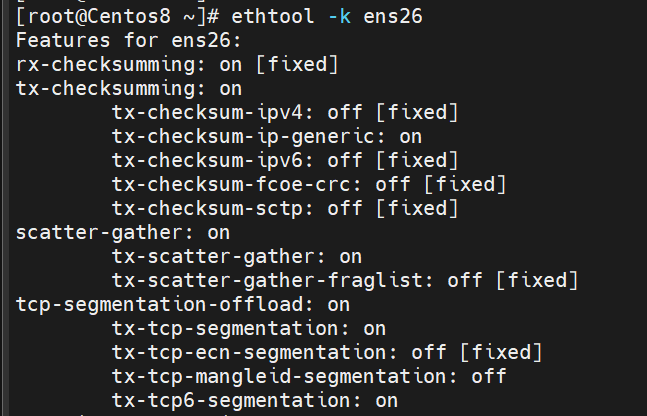 [root@Centos8 ~]# ethtool -k ens26
Features for ens26:
rx-checksumming: on [fixed]
tx-checksumming: on
        tx-checksum-ipv4: off [fixed]
        tx-checksum-ip-generic: on
        tx-checksum-ipv6: off [fixed]
        tx-checksum-fcoe-crc: off [fixed]
        tx-checksum-sctp: off [fixed]
scatter-gather: on
        tx-scatter-gather: on
        tx-scatter-gather-fraglist: off [fixed]
tcp-segmentation-offload: on
        tx-tcp-segmentation: on
        tx-tcp-ecn-segmentation: off [fixed]
        tx-tcp-mangleid-segmentation: off
        tx-tcp6-segmentation: on